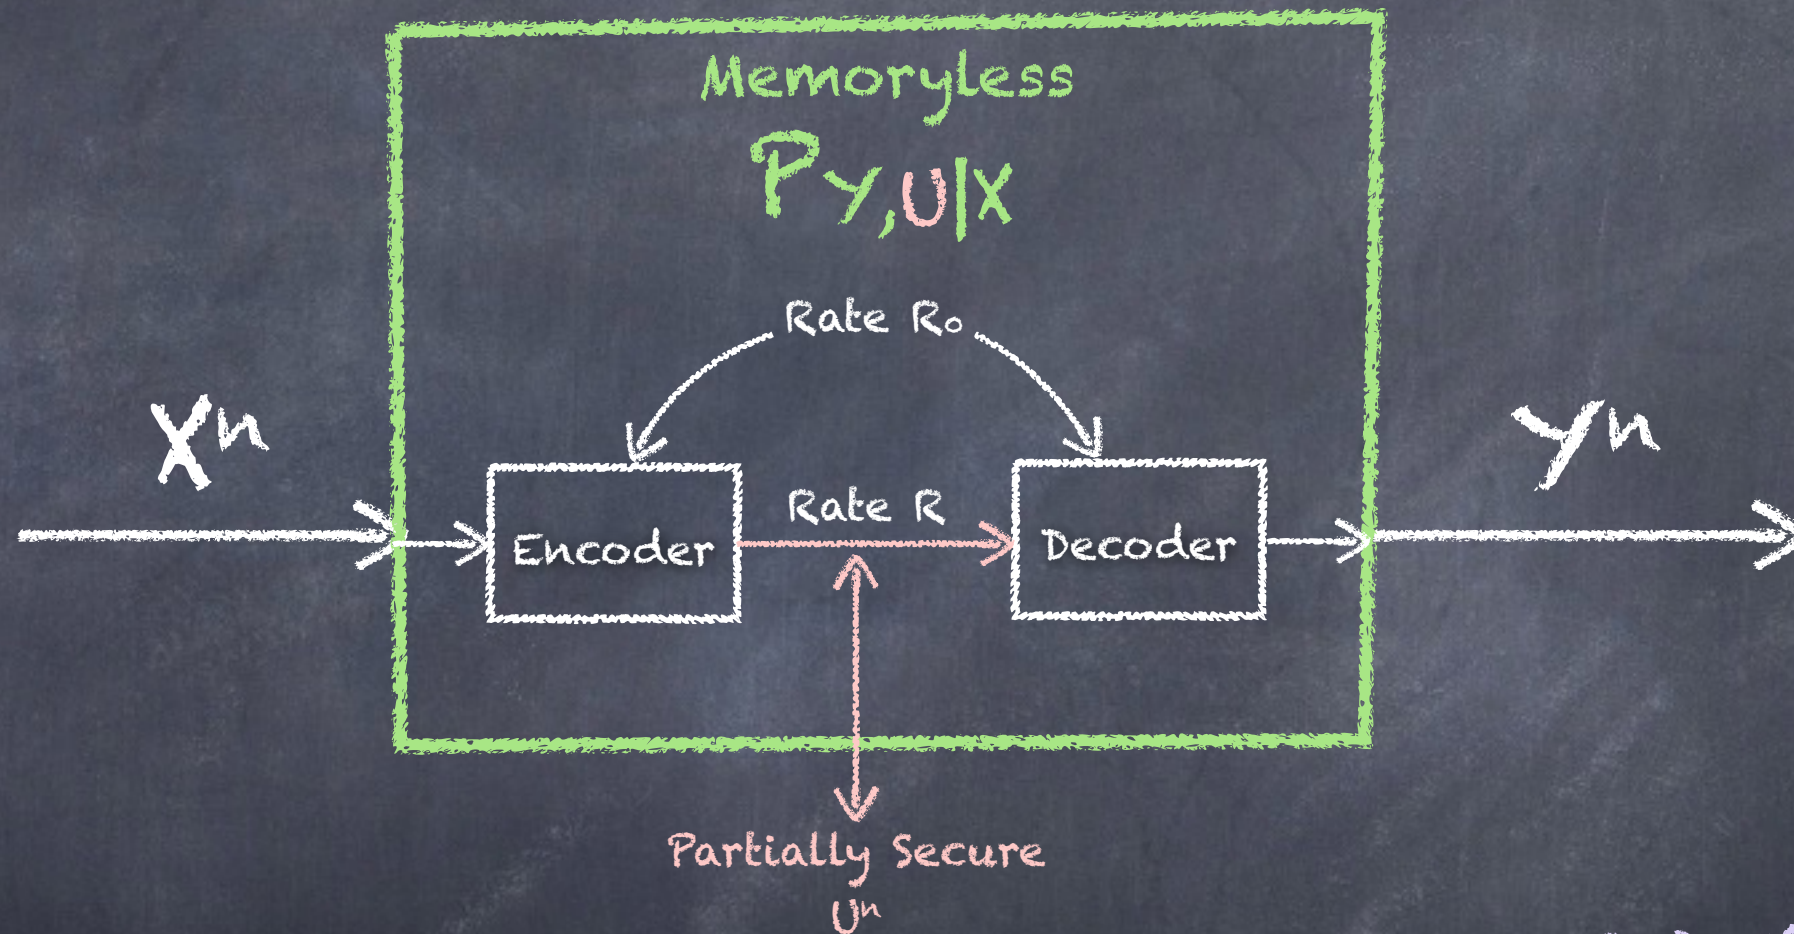 Memoryless
PY,U|X
Rate R₀
Xⁿ
Yⁿ
Rate R
Encoder
Decoder
Partially Secure
Uⁿ